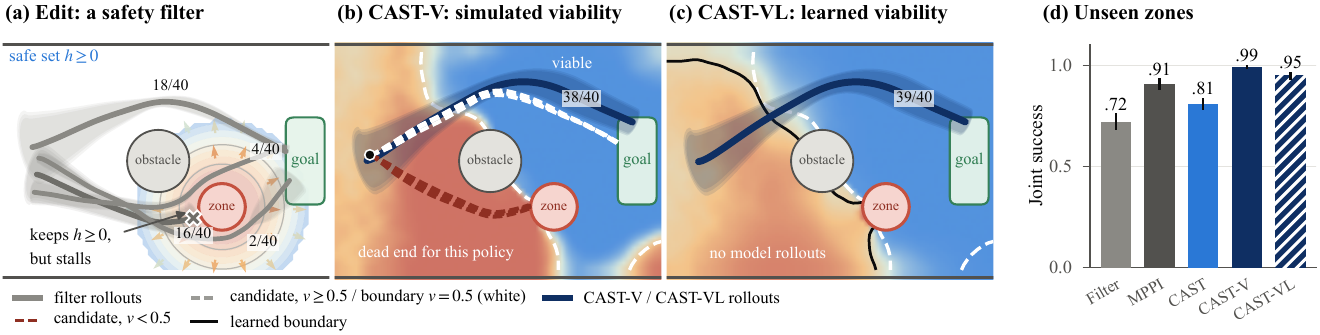 (a) Edit: a safety filter
safe set h ≥ 0
18/40
obstacle
4/40
goal
zone
16/40
2/40
keeps h ≥ 0,
but stalls
(b) CAST-V: simulated viability
viable
38/40
obstacle
goal
zone
dead end for this policy
(c) CAST-VL: learned viability
39/40
obstacle
goal
zone
no model rollouts
(d) Unseen zones
Joint success
1.0
0.5
0.0
.72
.91
.81
.99
.95
Filter
MPPI
CAST
CAST-V
CAST-VL
filter rollouts
candidate, v ≥ 0.5 / boundary v = 0.5 (white)
CAST-V / CAST-VL rollouts
candidate, v < 0.5
learned boundary